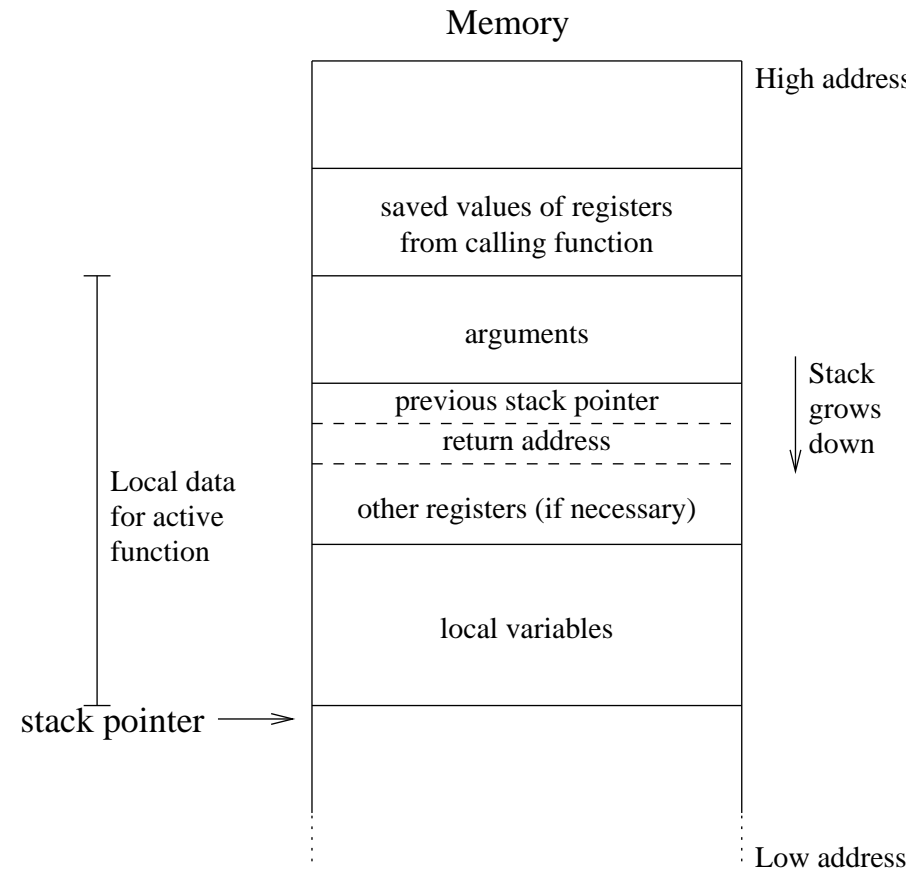 Memory
High address
saved values of registers
from calling function
arguments
previous stack pointer
return address
other registers (if necessary)
local variables
Local data
for active
function
Stack
grows
down
stack pointer
Low address